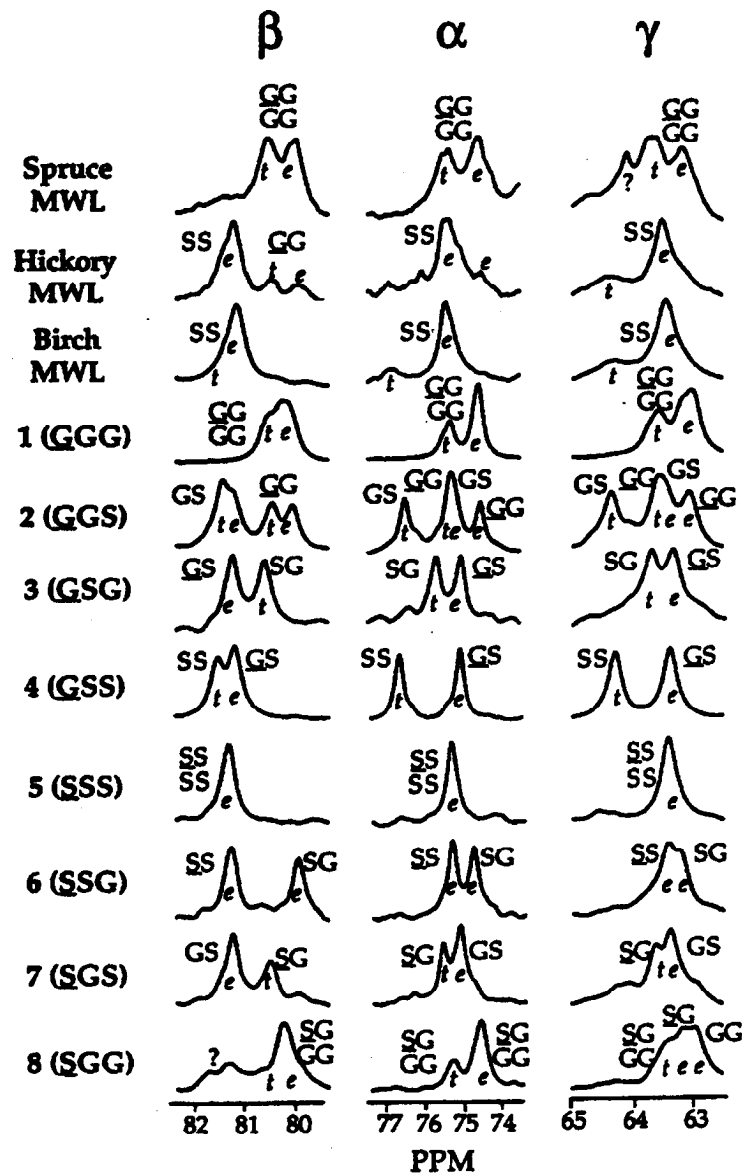 β α γ
GG GG GG
GG GG GG
Spruce
MWL
t e t e ? t e
Hickory
MWL
SS GG SS SS
e t e e e t e
Birch
MWL
SS SS SS
t e t e t e
1 (GGG)
GG GG GG
GG GG GG
t e t e t e
2 (GGS)
GS GG GS GG GS GG GS GG GS GG
t e t e t te e t t e e
3 (GSG)
GS SG SG GS SG GS
e t t e t e
4 (GSS)
SS GS SS GS SS GS
t e t e t e
5 (SSS)
SS SS SS
SS SS SS
e e e
6 (SSG)
SS SG SS SG SS SG
e e e e e e
7 (SGS)
GS SG SG GS SG GS
e t t e t e
8 (SGG)
? SG SG SG SG SG GG
GG GG GG GG
t e t e t e e
82 81 80 77 76 75 74 65 64 63
PPM